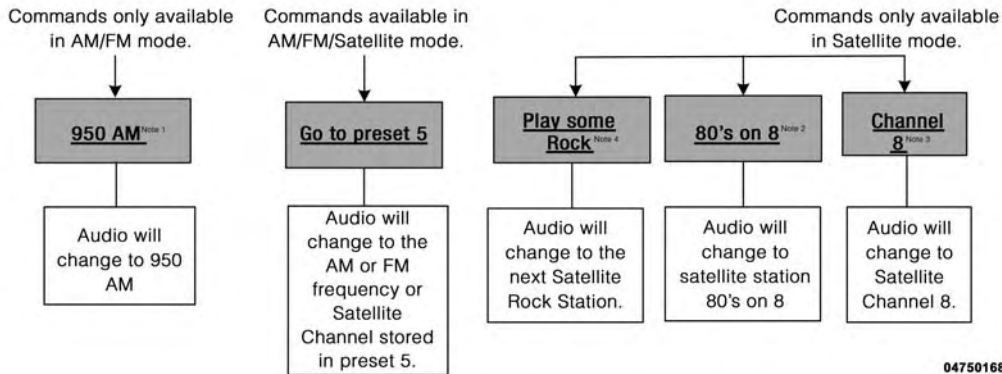 Commands only available
in AM/FM mode.
950 AM Note 1
Audio will
change to 950
AM
Commands available in
AM/FM/Satellite mode.
Go to preset 5
Audio will
change to the
AM or FM
frequency or
Satellite
Channel stored
in preset 5.
Commands only available
in Satellite mode.
Play some
Rock Note 4
Audio will
change to the
next Satellite
Rock Station.
80's on 8 Note 2
Audio will
change to
satellite station
80's on 8
Channel
8 Note 3
Audio will
change to
Satellite
Channel 8.
04750168